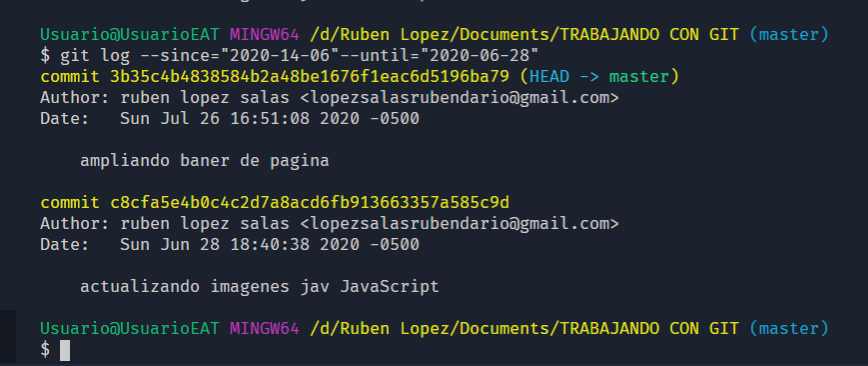 Usuario@UsuarioEAT MINGW64 /d/Ruben Lopez/Documents/TRABAJANDO CON GIT (master)
$ git log --since="2020-14-06"--until="2020-06-28"
commit 3b35c4b4838584b2a48be1676f1eac6d5196ba79 (HEAD -> master)
Author: ruben lopez salas <lopezsalasrubendario@gmail.com>
Date:   Sun Jul 26 16:51:08 2020 -0500
    ampliando baner de pagina
commit c8cfa5e4b0c4c2d7a8acd6fb913663357a585c9d
Author: ruben lopez salas <lopezsalasrubendario@gmail.com>
Date:   Sun Jun 28 18:40:38 2020 -0500
    actualizando imagenes jav JavaScript
Usuario@UsuarioEAT MINGW64 /d/Ruben Lopez/Documents/TRABAJANDO CON GIT (master)
$